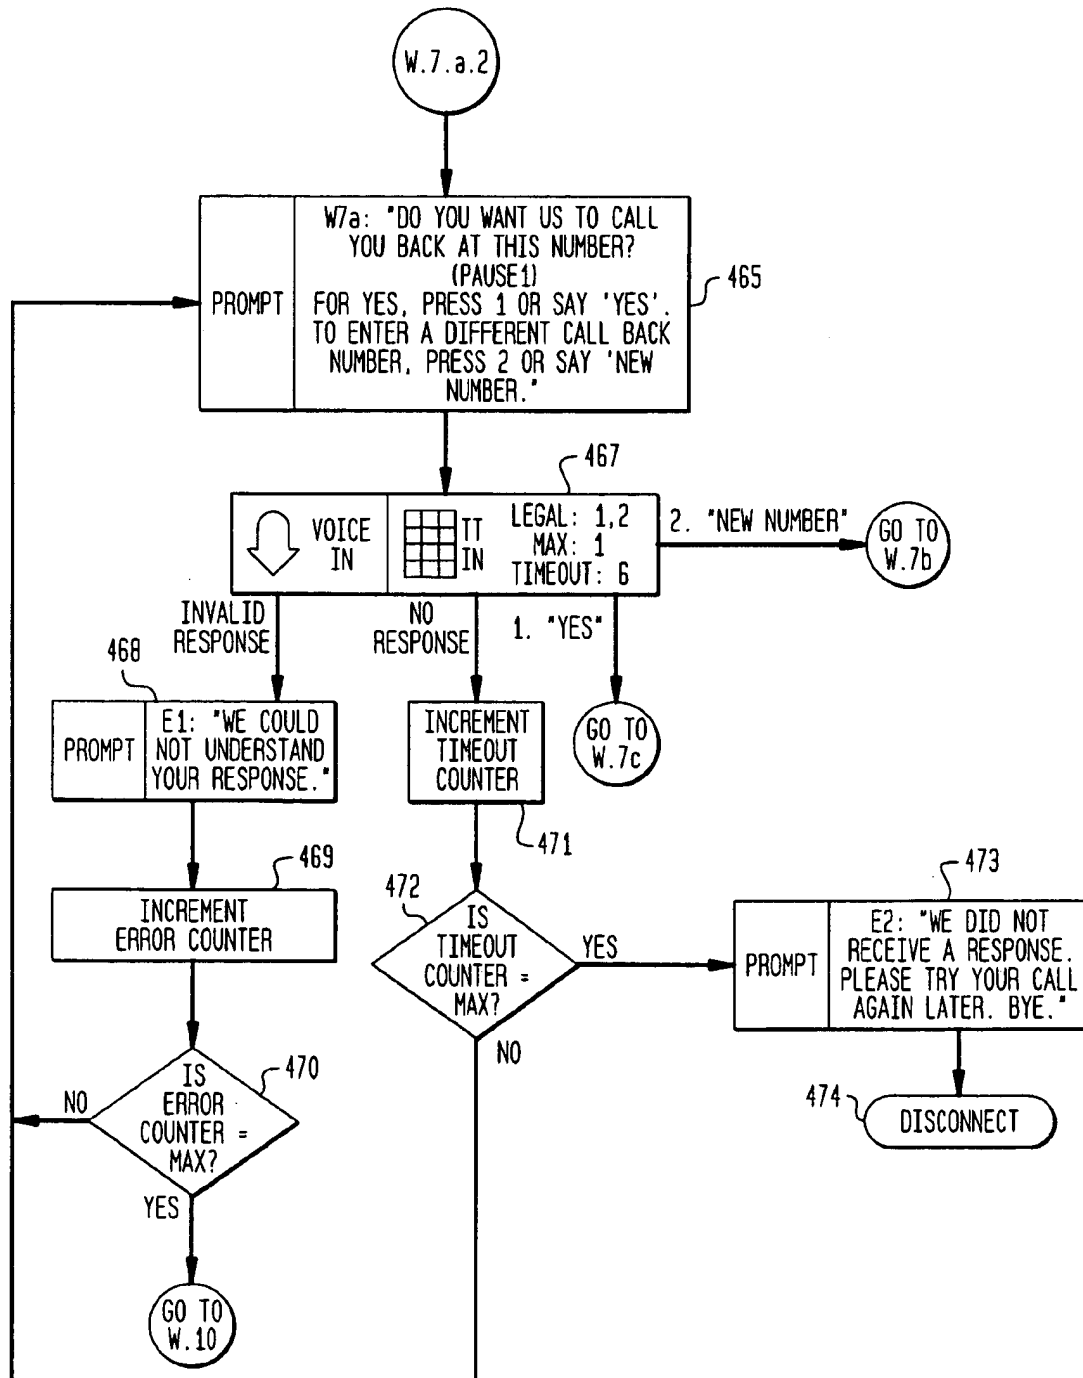 W.7.a.2
PROMPT
W7a: "DO YOU WANT US TO CALL
YOU BACK AT THIS NUMBER?
(PAUSE1)
FOR YES, PRESS 1 OR SAY 'YES'.
TO ENTER A DIFFERENT CALL BACK
NUMBER, PRESS 2 OR SAY 'NEW
NUMBER."
465
467
VOICE
IN
TT
IN
LEGAL: 1,2
MAX: 1
TIMEOUT: 6
2. "NEW NUMBER"
GO TO
W.7b
INVALID
RESPONSE
NO
RESPONSE
1. "YES"
GO TO
W.7c
468
PROMPT
E1: "WE COULD
NOT UNDERSTAND
YOUR RESPONSE."
INCREMENT
TIMEOUT
COUNTER
471
469
INCREMENT
ERROR COUNTER
472
IS
TIMEOUT
COUNTER =
MAX?
YES
NO
473
PROMPT
E2: "WE DID NOT
RECEIVE A RESPONSE.
PLEASE TRY YOUR CALL
AGAIN LATER. BYE."
474
DISCONNECT
470
IS
ERROR
COUNTER =
MAX?
NO
YES
GO TO
W.10